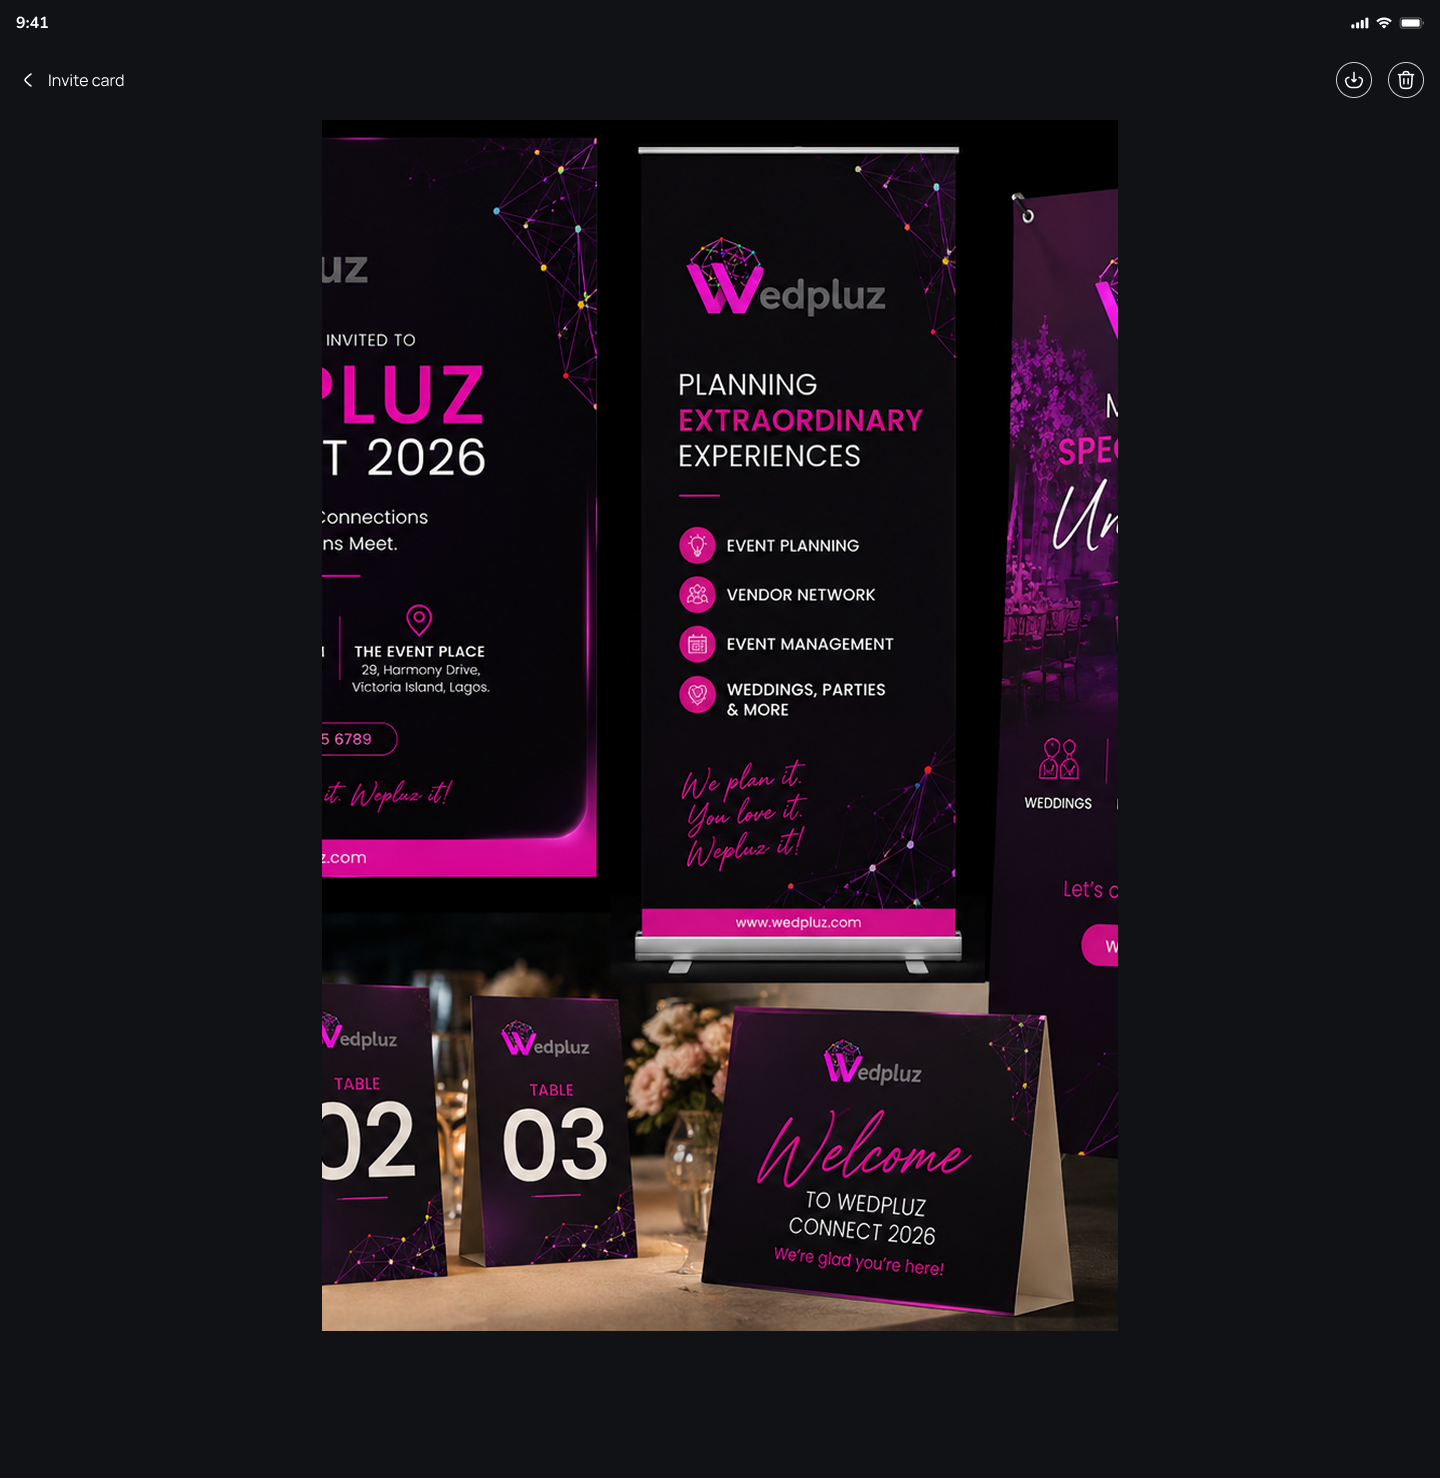 9:41
Invite card
uz
INVITED TO
PLUZ
T 2026
Connections
ns Meet.
THE EVENT PLACE
29, Harmony Drive,
Victoria Island, Lagos.
5 6789
it. Wepluz it!
z.com
Wedpluz
PLANNING
EXTRAORDINARY
EXPERIENCES
EVENT PLANNING
VENDOR NETWORK
EVENT MANAGEMENT
WEDDINGS, PARTIES
& MORE
We plan it.
You love it.
Wepluz it!
www.wedpluz.com
SPEC
Un
WEDDINGS
Let's c
W
Wedpluz
TABLE
02
Wedpluz
TABLE
03
Wedpluz
Welcome
TO WEDPLUZ
CONNECT 2026
We're glad you're here!